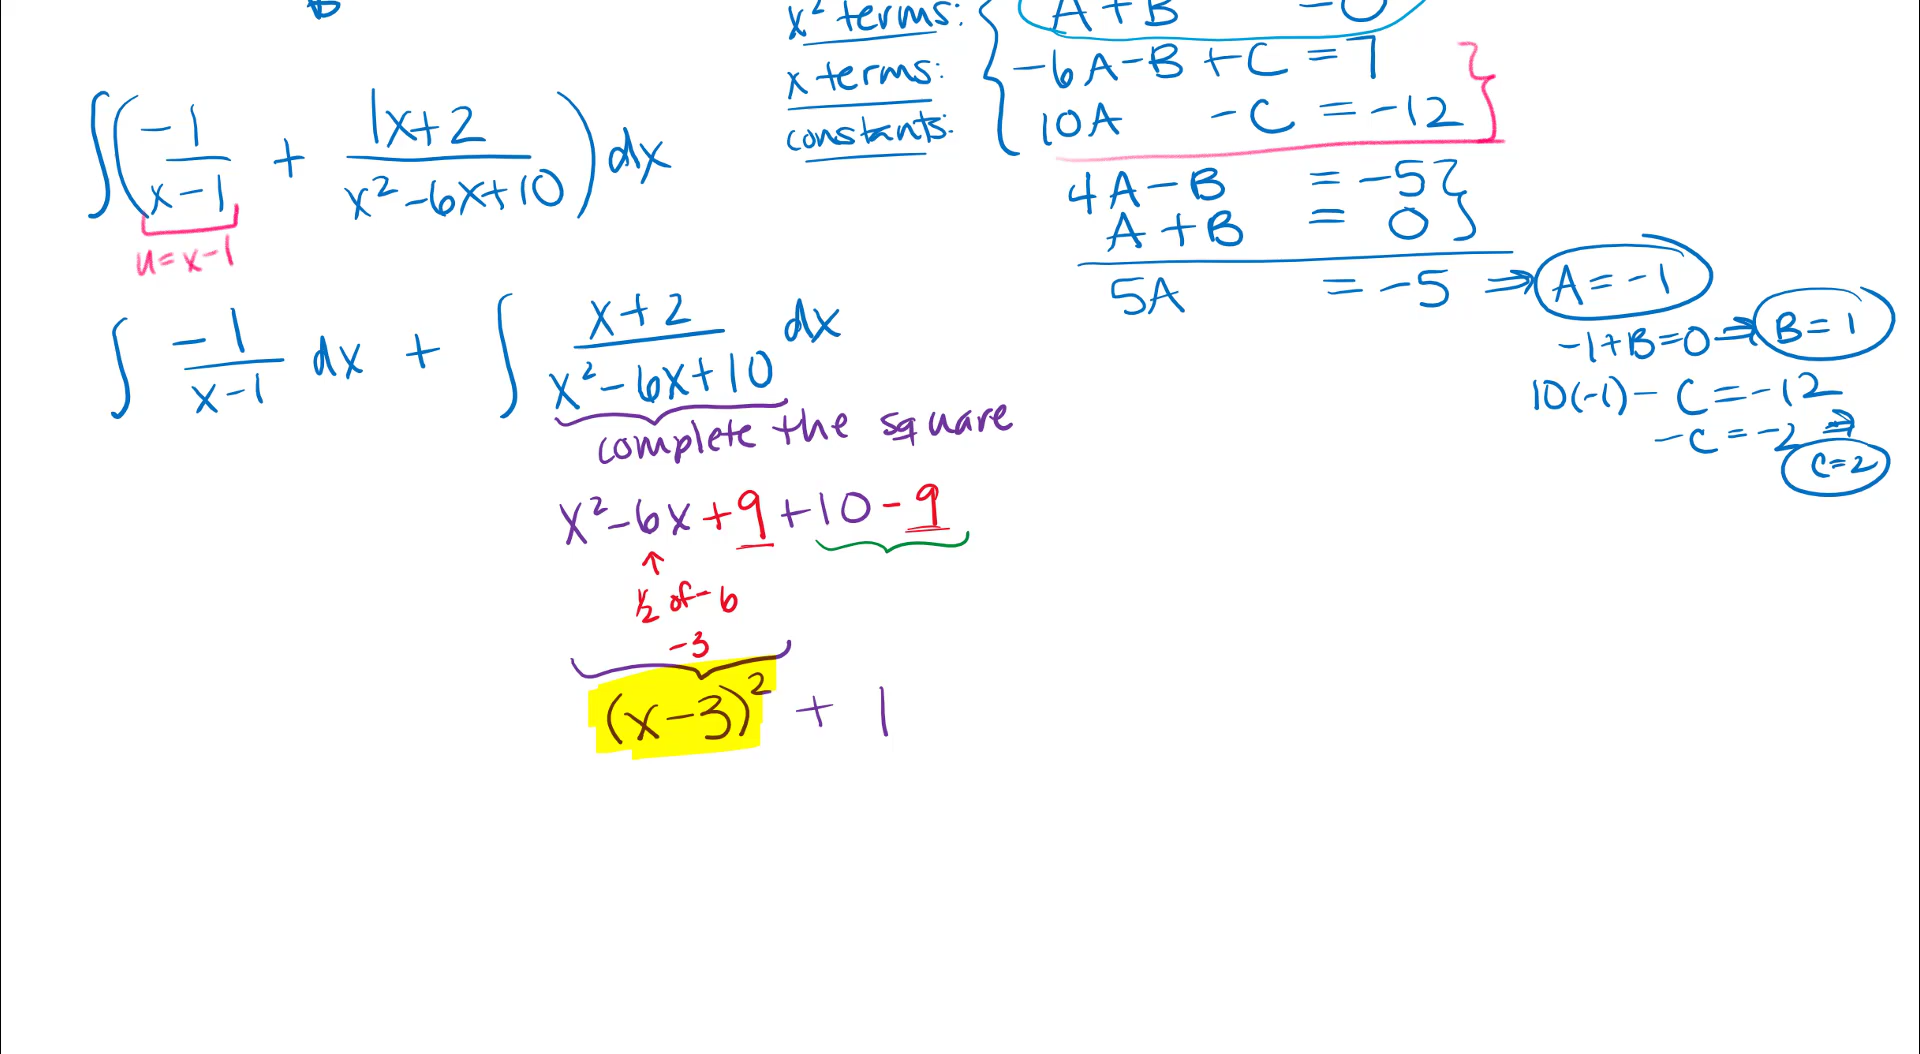 B
x² terms: { A + B = 0
x terms: -6A - B + C = 7 }
constants: 10A - C = -12
∫( -1/(x-1) + (1x+2)/(x²-6x+10) ) dx
u = x-1
4A - B = -5 }
A + B = 0
5A = -5 ⇒ A = -1
-1+B=0 → B = 1
10(-1) - C = -12
-C = -2 ⇒
C=2
∫ -1/(x-1) dx + ∫ (x+2)/(x²-6x+10) dx
complete the square
x² - 6x + 9 + 10 - 9
↑
1/2 of -6
-3
(x-3)² + 1